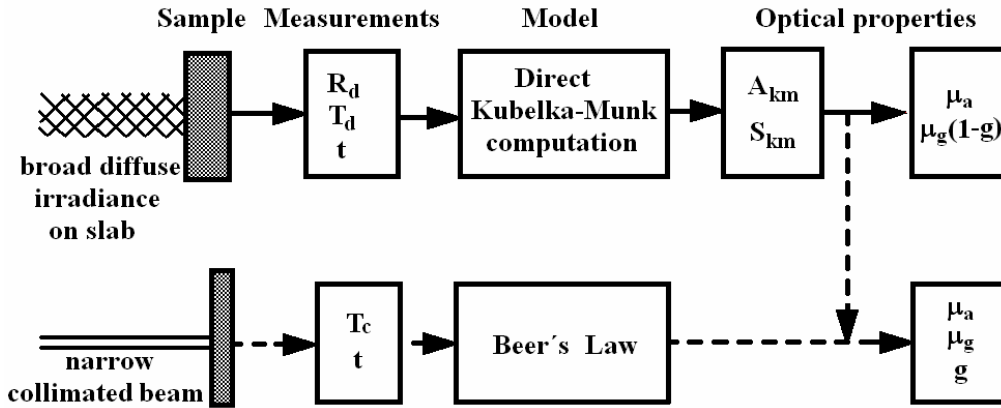 Sample Measurements Model Optical properties
R_d
T_d
t
Direct
Kubelka-Munk
computation
A_km
S_km
μ_a
μ_g(1-g)
broad diffuse
irradiance
on slab
narrow
collimated beam
T_c
t
Beer´s Law
μ_a
μ_g
g